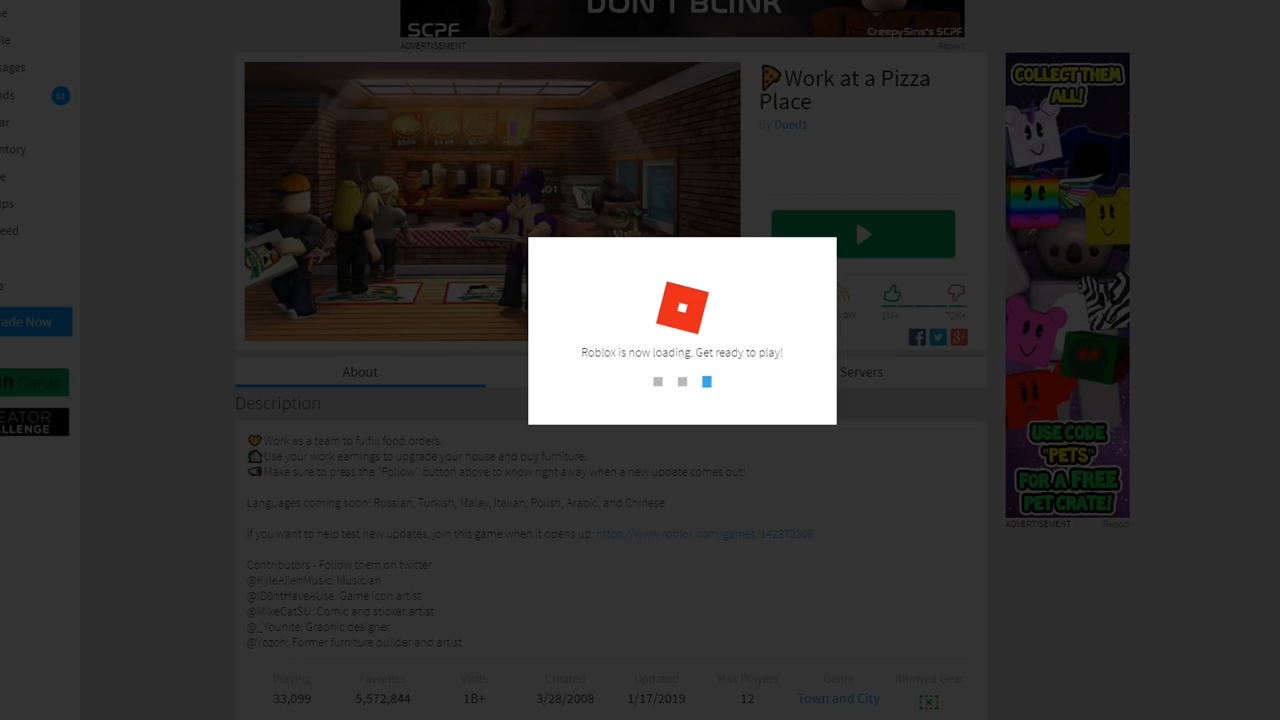 DON'T BLINK
SCPF
CreepySins's SCPF
ADVERTISEMENT
Report
61
ade Now
ift Cards
EATOR
ALLENGE
Work at a Pizza
Place
By Dued1
1M+
72K+
COLLECT THEM
ALL!
USE CODE
"PETS"
FOR A FREE
PET CRATE!
ADVERTISEMENT
Report
Roblox is now loading. Get ready to play!
About
Servers
Description
Work as a team to fulfill food orders.
Use your work earnings to upgrade your house and buy furniture.
Make sure to press the "Follow" button above to know right away when a new update comes out!
Languages coming soon: Russian, Turkish, Malay, Italian, Polish, Arabic, and Chinese
If you want to help test new updates, join this game when it opens up: https://www.roblox.com/games/142872306
Contributors - Follow them on twitter
@KyleAllenMusic: Musician
@ID0ntHaveAUse: Game icon artist
@MikeCatSU: Comic and sticker artist
@_Younite: Graphic designer
@Yozoh: Former furniture builder and artist
Playing Favorites Visits Created Updated Max Players Genre Allowed Gear
33,099 5,572,844 1B+ 3/28/2008 1/17/2019 12 Town and City